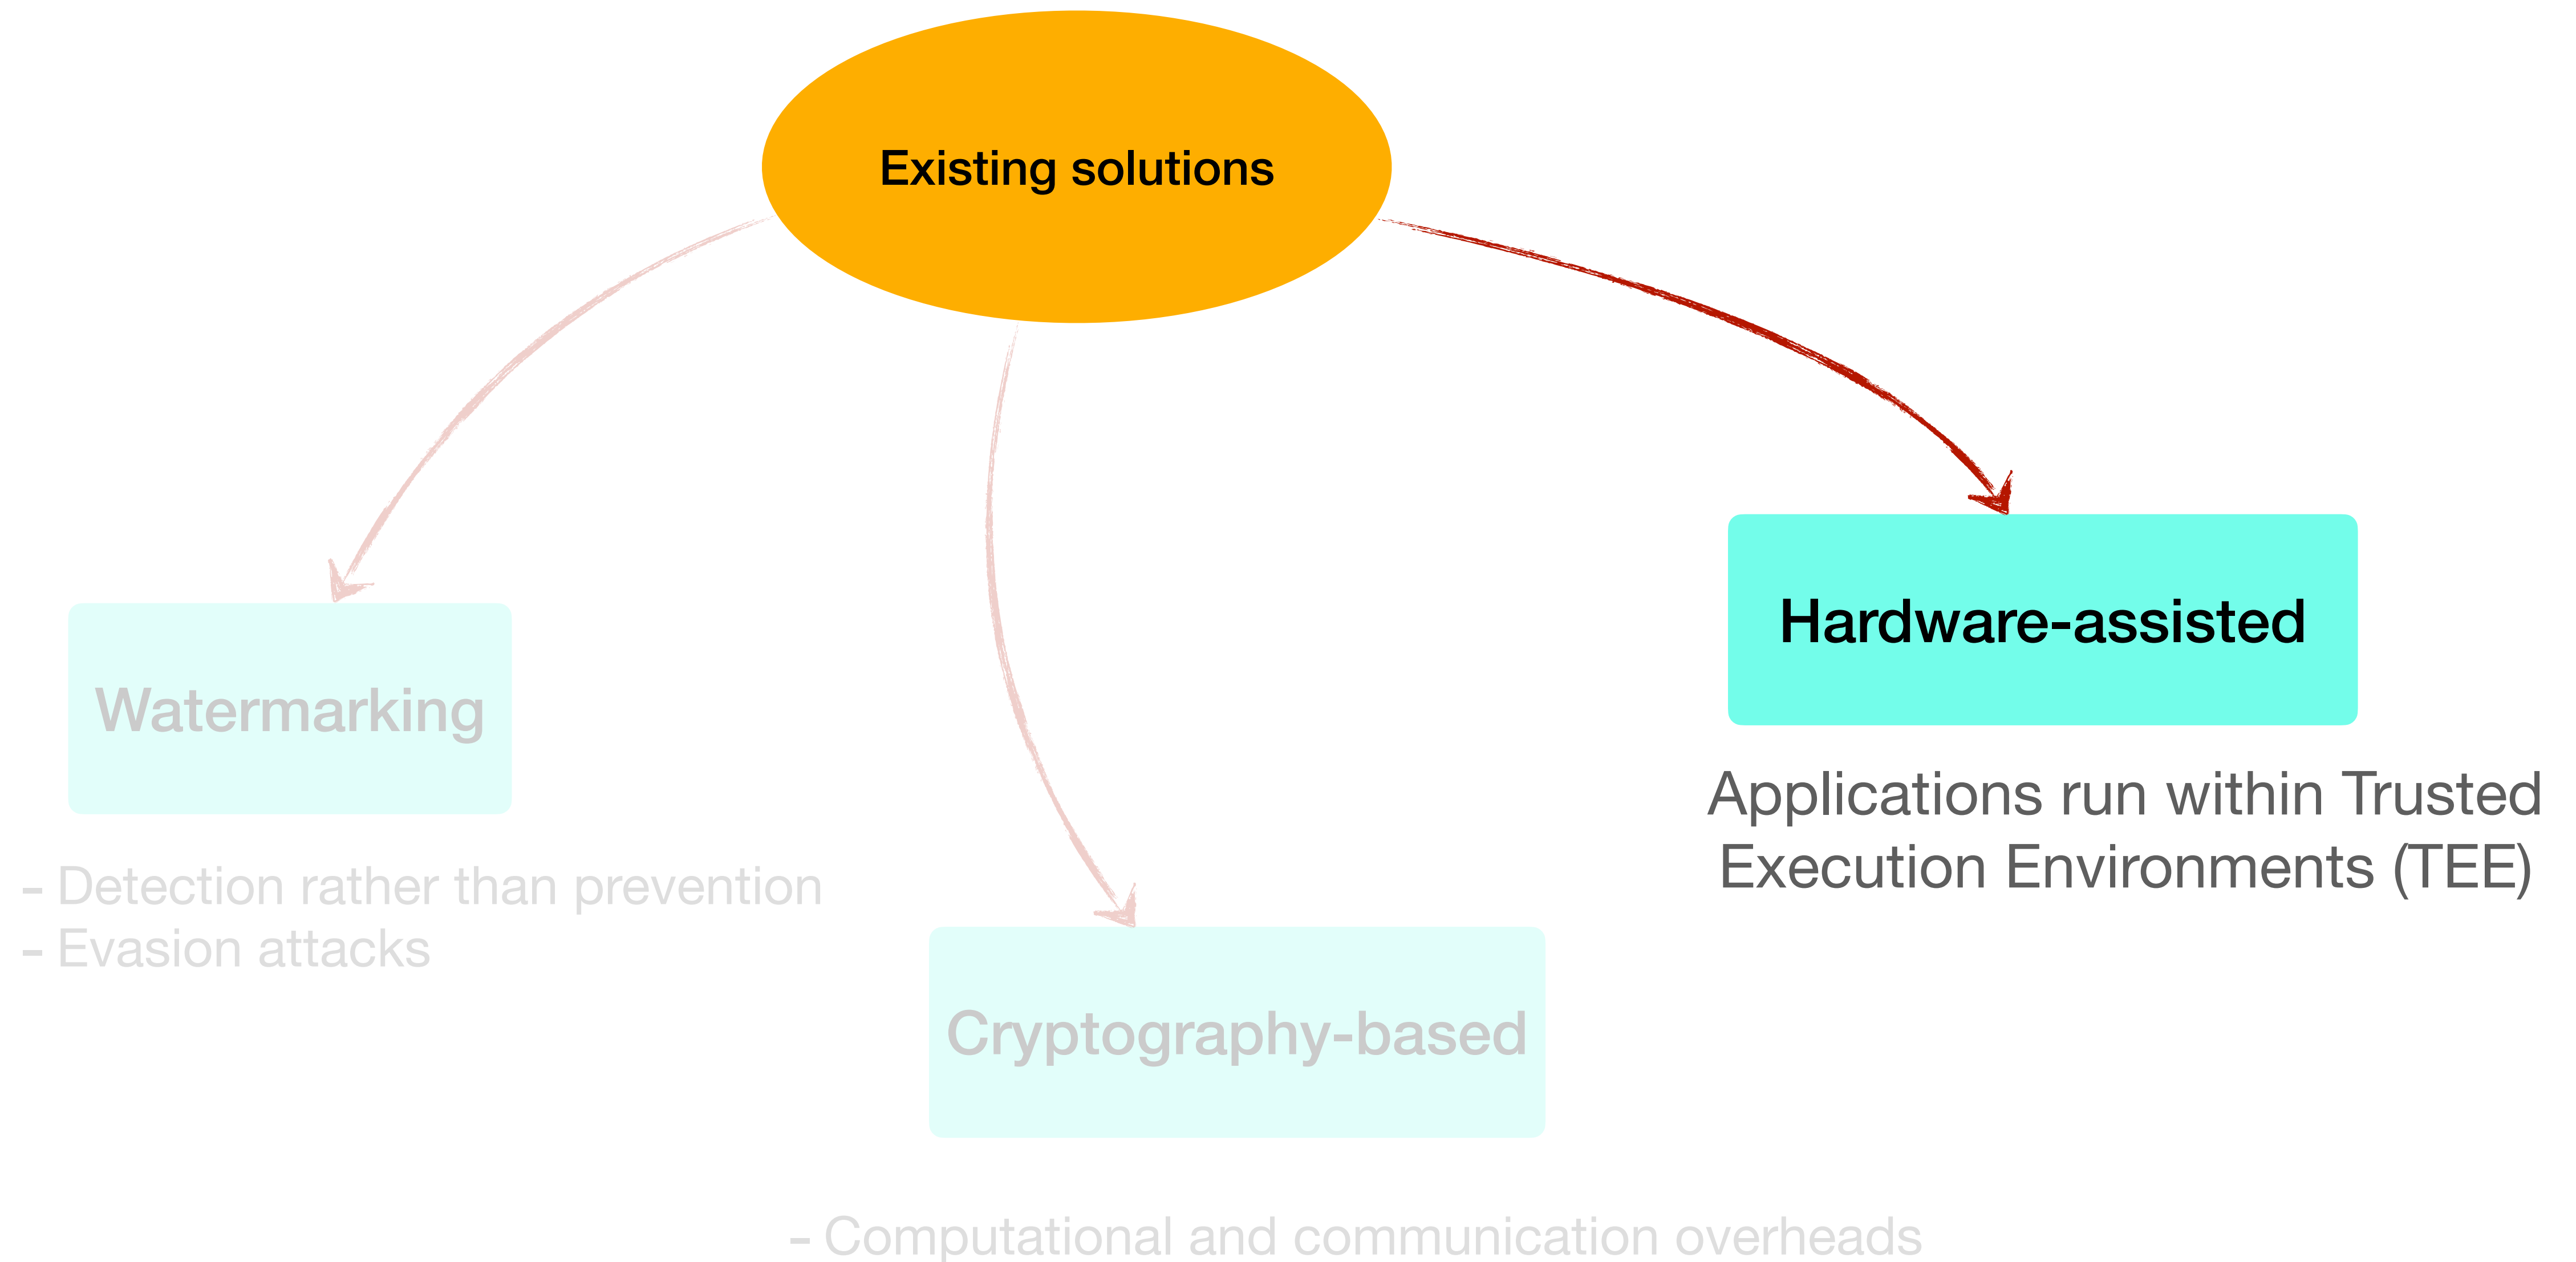 Existing solutions
Hardware-assisted
Applications run within Trusted
Execution Environments (TEE)
Watermarking
- Detection rather than prevention
- Evasion attacks
Cryptography-based
- Computational and communication overheads